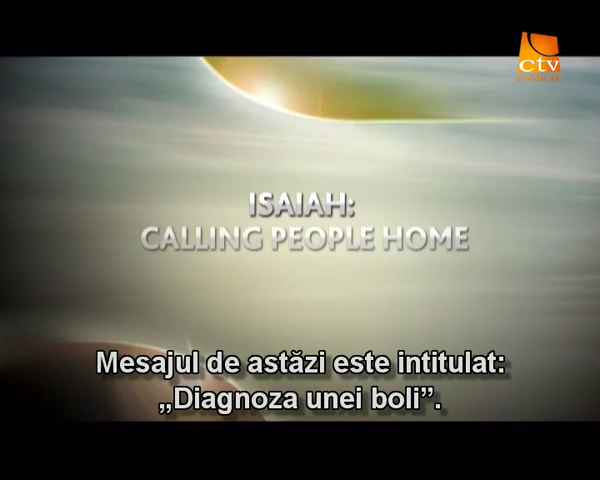 ctv
ISAIAH:
CALLING PEOPLE HOME
Mesajul de astăzi este intitulat:
„Diagnoza unei boli”.